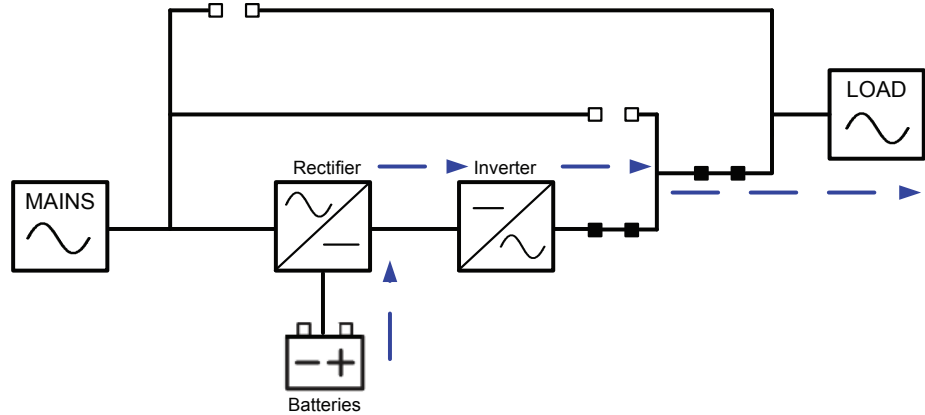 LOAD
Rectifier
Inverter
MAINS
Batteries